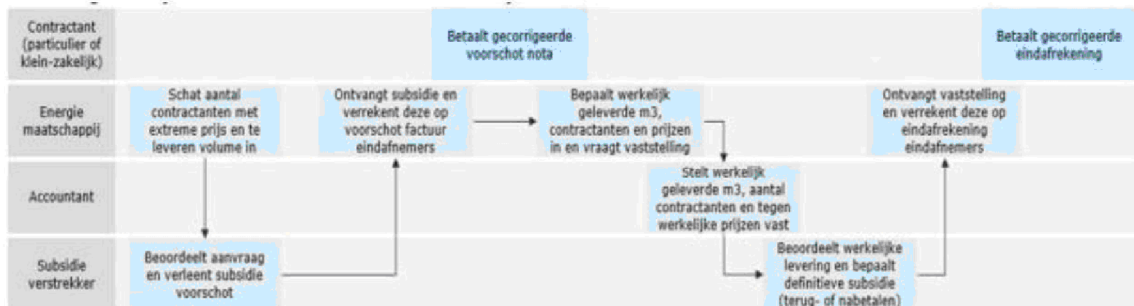 Contractant
(particulier of
klein-zakelijk)
Betaalt gecorrigeerde
voorschot nota
Betaalt gecorrigeerde
eindafrekening
Energie
maatschappij
Schat aantal
contractanten met
extreme prijs en te
leveren volume in
Ontvangt subsidie en
verrekent deze op
voorschot factuur
eindafnemers
Bepaalt werkelijk
geleverde m3,
contractanten en prijzen
in en vraagt vaststelling
Ontvangt vaststelling
en verrekent deze op
eindafrekening
eindafnemers
Accountant
Stelt werkelijk
geleverde m3, aantal
contractanten en tegen
werkelijke prijzen vast
Subsidie
verstrekker
Beoordeelt aanvraag
en verleent subsidie
voorschot
Beoordeelt werkelijke
levering en bepaalt
definitieve subsidie
(terug- of nabetalen)